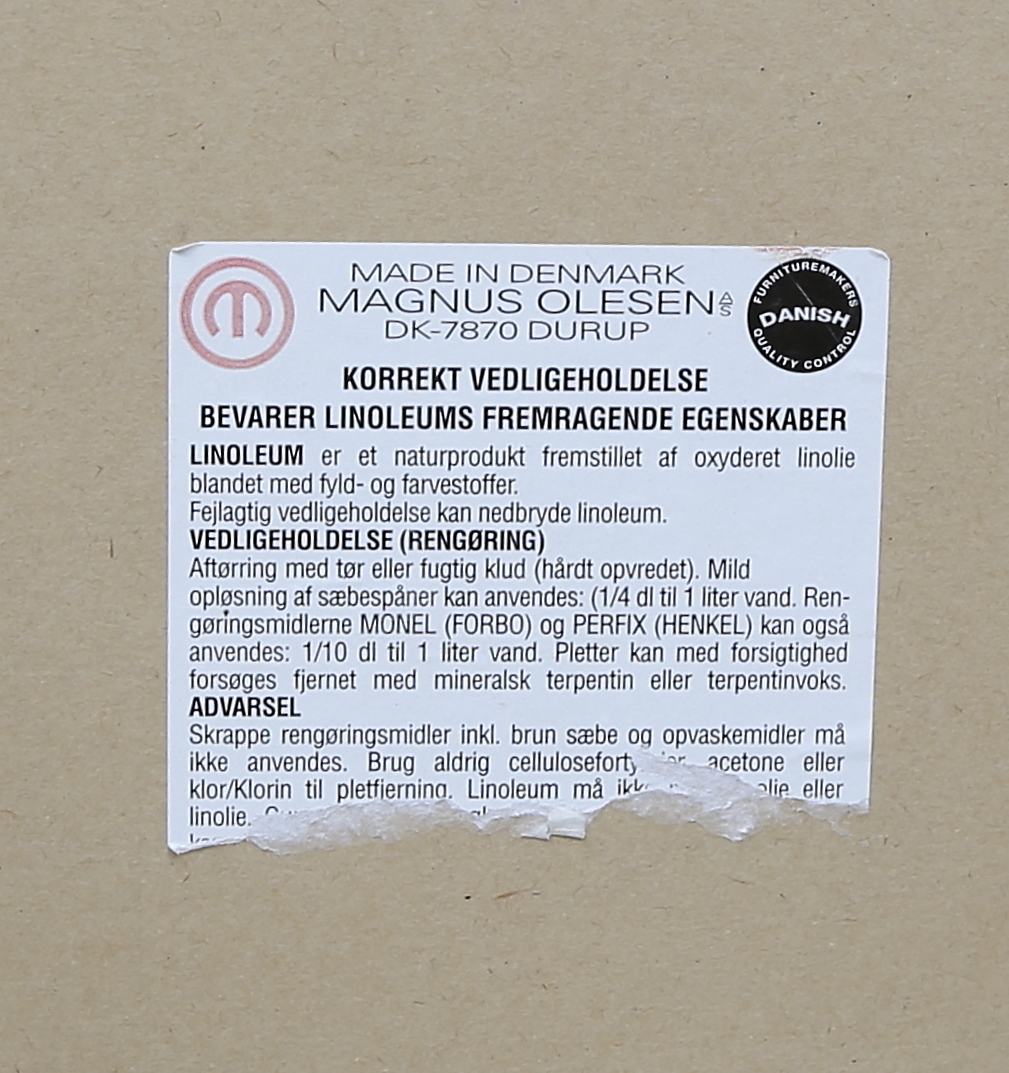 MADE IN DENMARK
MAGNUS OLESEN A/S
DK-7870 DURUP
FURNITUREMAKERS
DANISH
QUALITY CONTROL
KORREKT VEDLIGEHOLDELSE
BEVARER LINOLEUMS FREMRAGENDE EGENSKABER
LINOLEUM er et naturprodukt fremstillet af oxyderet linolie
blandet med fyld- og farvestoffer.
Fejlagtig vedligeholdelse kan nedbryde linoleum.
VEDLIGEHOLDELSE (RENGØRING)
Aftørring med tør eller fugtig klud (hårdt opvredet). Mild
opløsning af sæbespåner kan anvendes: (1/4 dl til 1 liter vand. Ren-
gøringsmidlerne MONEL (FORBO) og PERFIX (HENKEL) kan også
anvendes: 1/10 dl til 1 liter vand. Pletter kan med forsigtighed
forsøges fjernet med mineralsk terpentin eller terpentinvoks.
ADVARSEL
Skrappe rengøringsmidler inkl. brun sæbe og opvaskemidler må
ikke anvendes. Brug aldrig acetone eller
klor/Klorin til pletfjerning. Linoleum må eller
linolie.